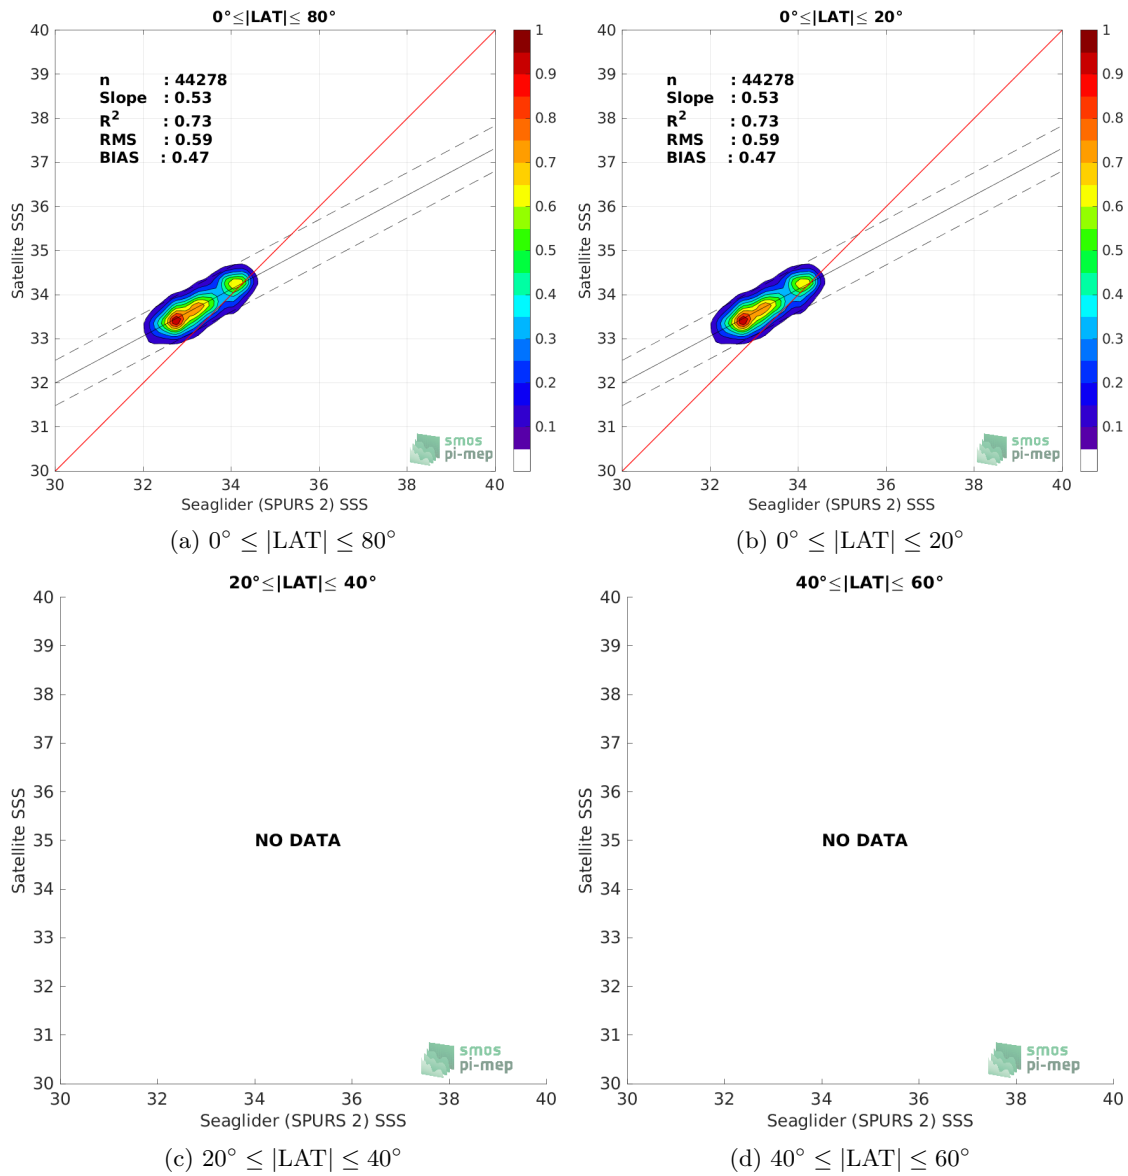 0°≤|LAT|≤ 80°
40
39
38
37
36
35
34
33
32
31
30
Satellite SSS
n : 44278
Slope : 0.53
R² : 0.73
RMS : 0.59
BIAS : 0.47
1
0.9
0.8
0.7
0.6
0.5
0.4
0.3
0.2
0.1
smos
pi-mep
30 32 34 36 38 40
Seaglider (SPURS 2) SSS
(a) 0° ≤ |LAT| ≤ 80°
0°≤|LAT|≤ 20°
40
39
38
37
36
35
34
33
32
31
30
Satellite SSS
n : 44278
Slope : 0.53
R² : 0.73
RMS : 0.59
BIAS : 0.47
1
0.9
0.8
0.7
0.6
0.5
0.4
0.3
0.2
0.1
smos
pi-mep
30 32 34 36 38 40
Seaglider (SPURS 2) SSS
(b) 0° ≤ |LAT| ≤ 20°
20°≤|LAT|≤ 40°
40
39
38
37
36
35
34
33
32
31
30
Satellite SSS
NO DATA
smos
pi-mep
30 32 34 36 38 40
Seaglider (SPURS 2) SSS
(c) 20° ≤ |LAT| ≤ 40°
40°≤|LAT|≤ 60°
40
39
38
37
36
35
34
33
32
31
30
Satellite SSS
NO DATA
smos
pi-mep
30 32 34 36 38 40
Seaglider (SPURS 2) SSS
(d) 40° ≤ |LAT| ≤ 60°